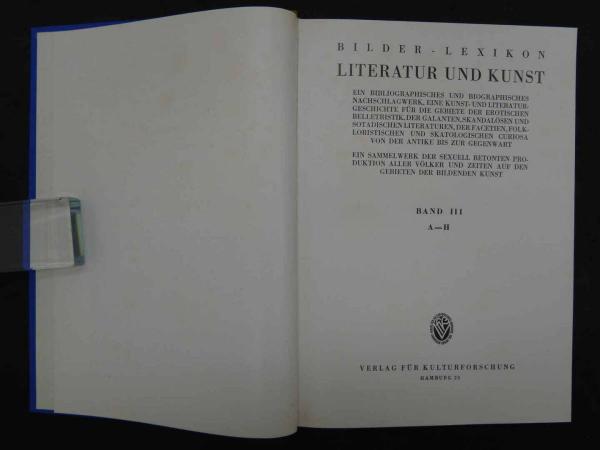 BILDER-LEXIKON
LITERATUR UND KUNST
EIN BIBLIOGRAPHISCHES UND BIOGRAPHISCHES
NACHSCHLAGWERK, EINE KUNST- UND LITERATUR-
GESCHICHTE FÜR DIE GEBIETE DER EROTISCHEN
BELLETRISTIK, DER GALANTEN, SKANDALÖSEN UND
SOTADISCHEN LITERATUREN, DER FACETIEN, FOLK-
LORISTISCHEN UND SKATOLOGISCHEN CURIOSA
VON DER ANTIKE BIS ZUR GEGENWART
EIN SAMMELWERK DER SEXUELL BETONTEN PRO-
DUKTION ALLER VÖLKER UND ZEITEN AUF DEN
GEBIETEN DER BILDENDEN KUNST
BAND III
A—H
VERLAG FÜR KULTURFORSCHUNG
HAMBURG